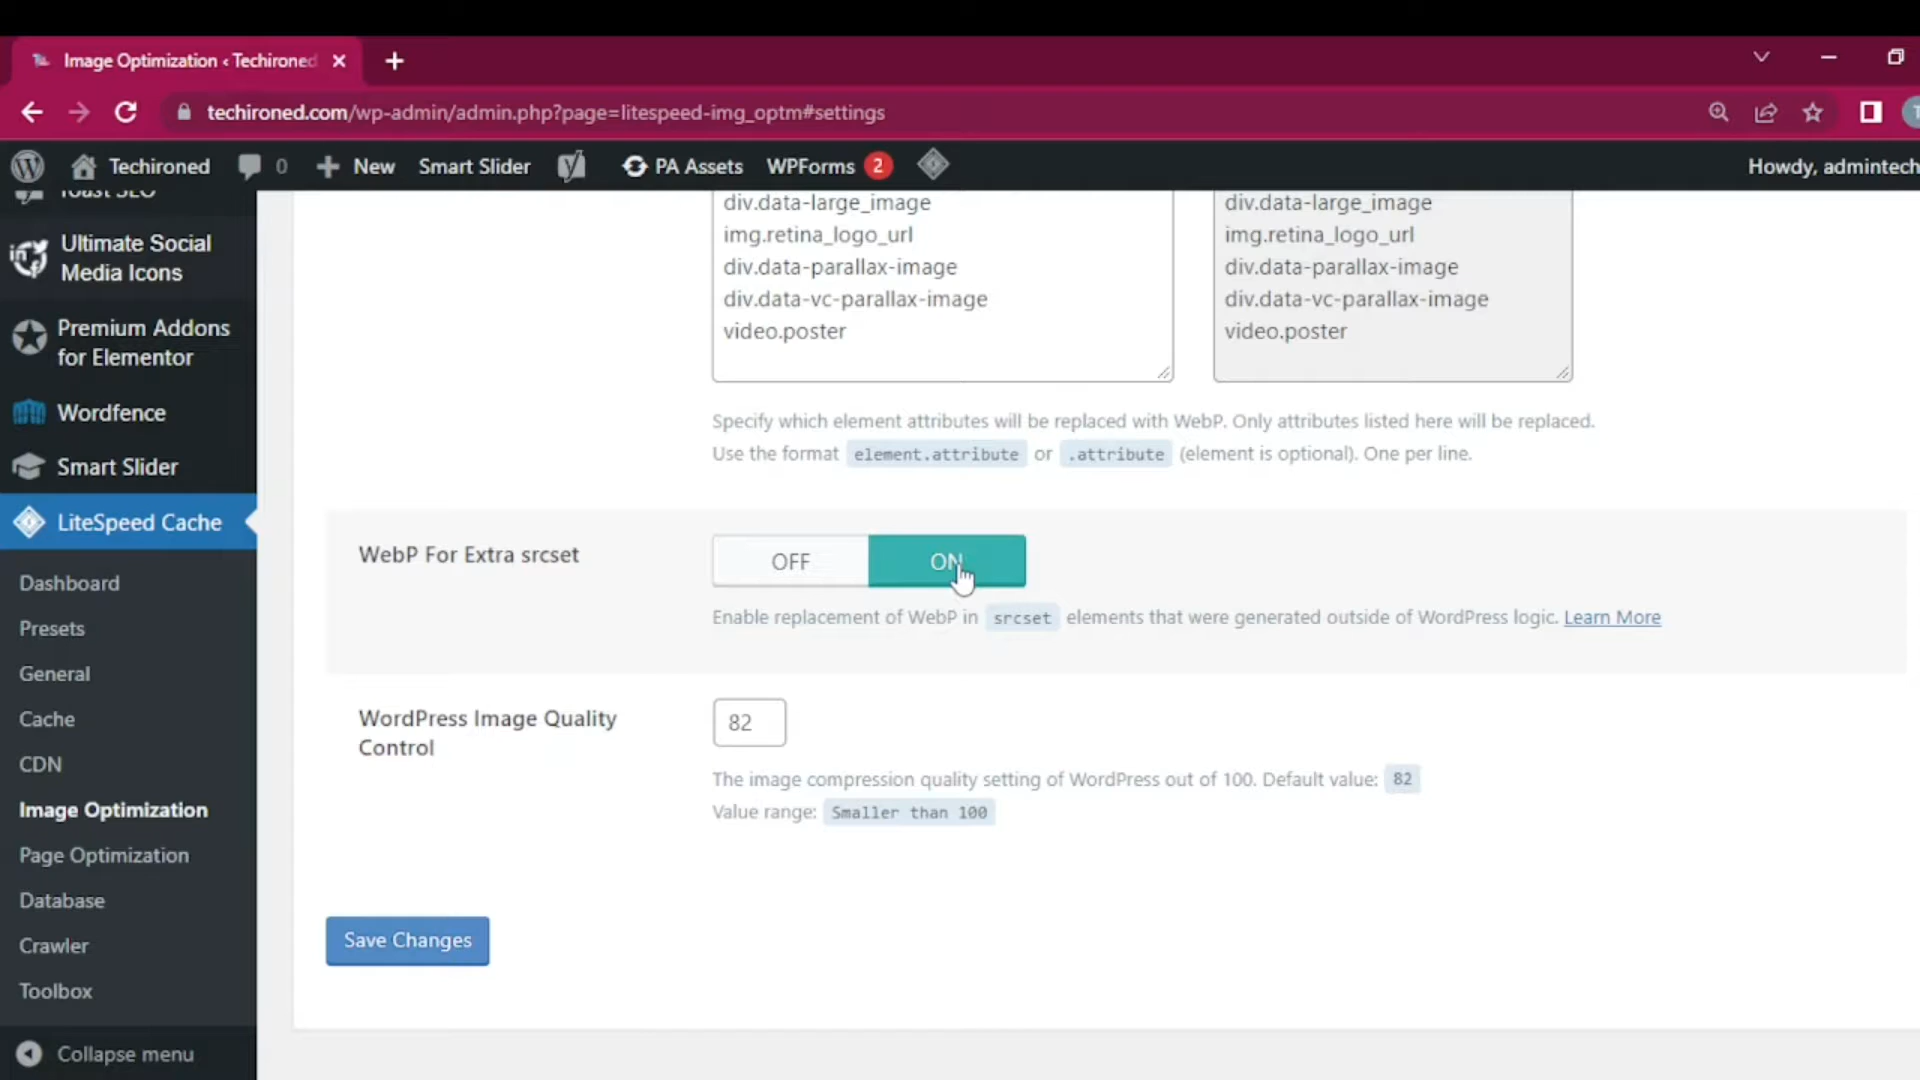 Image Optimization ‹ Techironed
techironed.com/wp-admin/admin.php?page=litespeed-img_optm#settings
Techironed
0
New
Smart Slider
PA Assets
WPForms
2
Howdy, admintech
Yoast SEO
Ultimate Social
Media Icons
Premium Addons
for Elementor
Wordfence
Smart Slider
LiteSpeed Cache
Dashboard
Presets
General
Cache
CDN
Image Optimization
Page Optimization
Database
Crawler
Toolbox
Collapse menu
div.data-large_image
img.retina_logo_url
div.data-parallax-image
div.data-vc-parallax-image
video.poster
div.data-large_image
img.retina_logo_url
div.data-parallax-image
div.data-vc-parallax-image
video.poster
Specify which element attributes will be replaced with WebP. Only attributes listed here will be replaced.
Use the format element.attribute or .attribute (element is optional). One per line.
WebP For Extra srcset
OFF
ON
Enable replacement of WebP in srcset elements that were generated outside of WordPress logic. Learn More
WordPress Image Quality
Control
82
The image compression quality setting of WordPress out of 100. Default value: 82
Value range: Smaller than 100
Save Changes